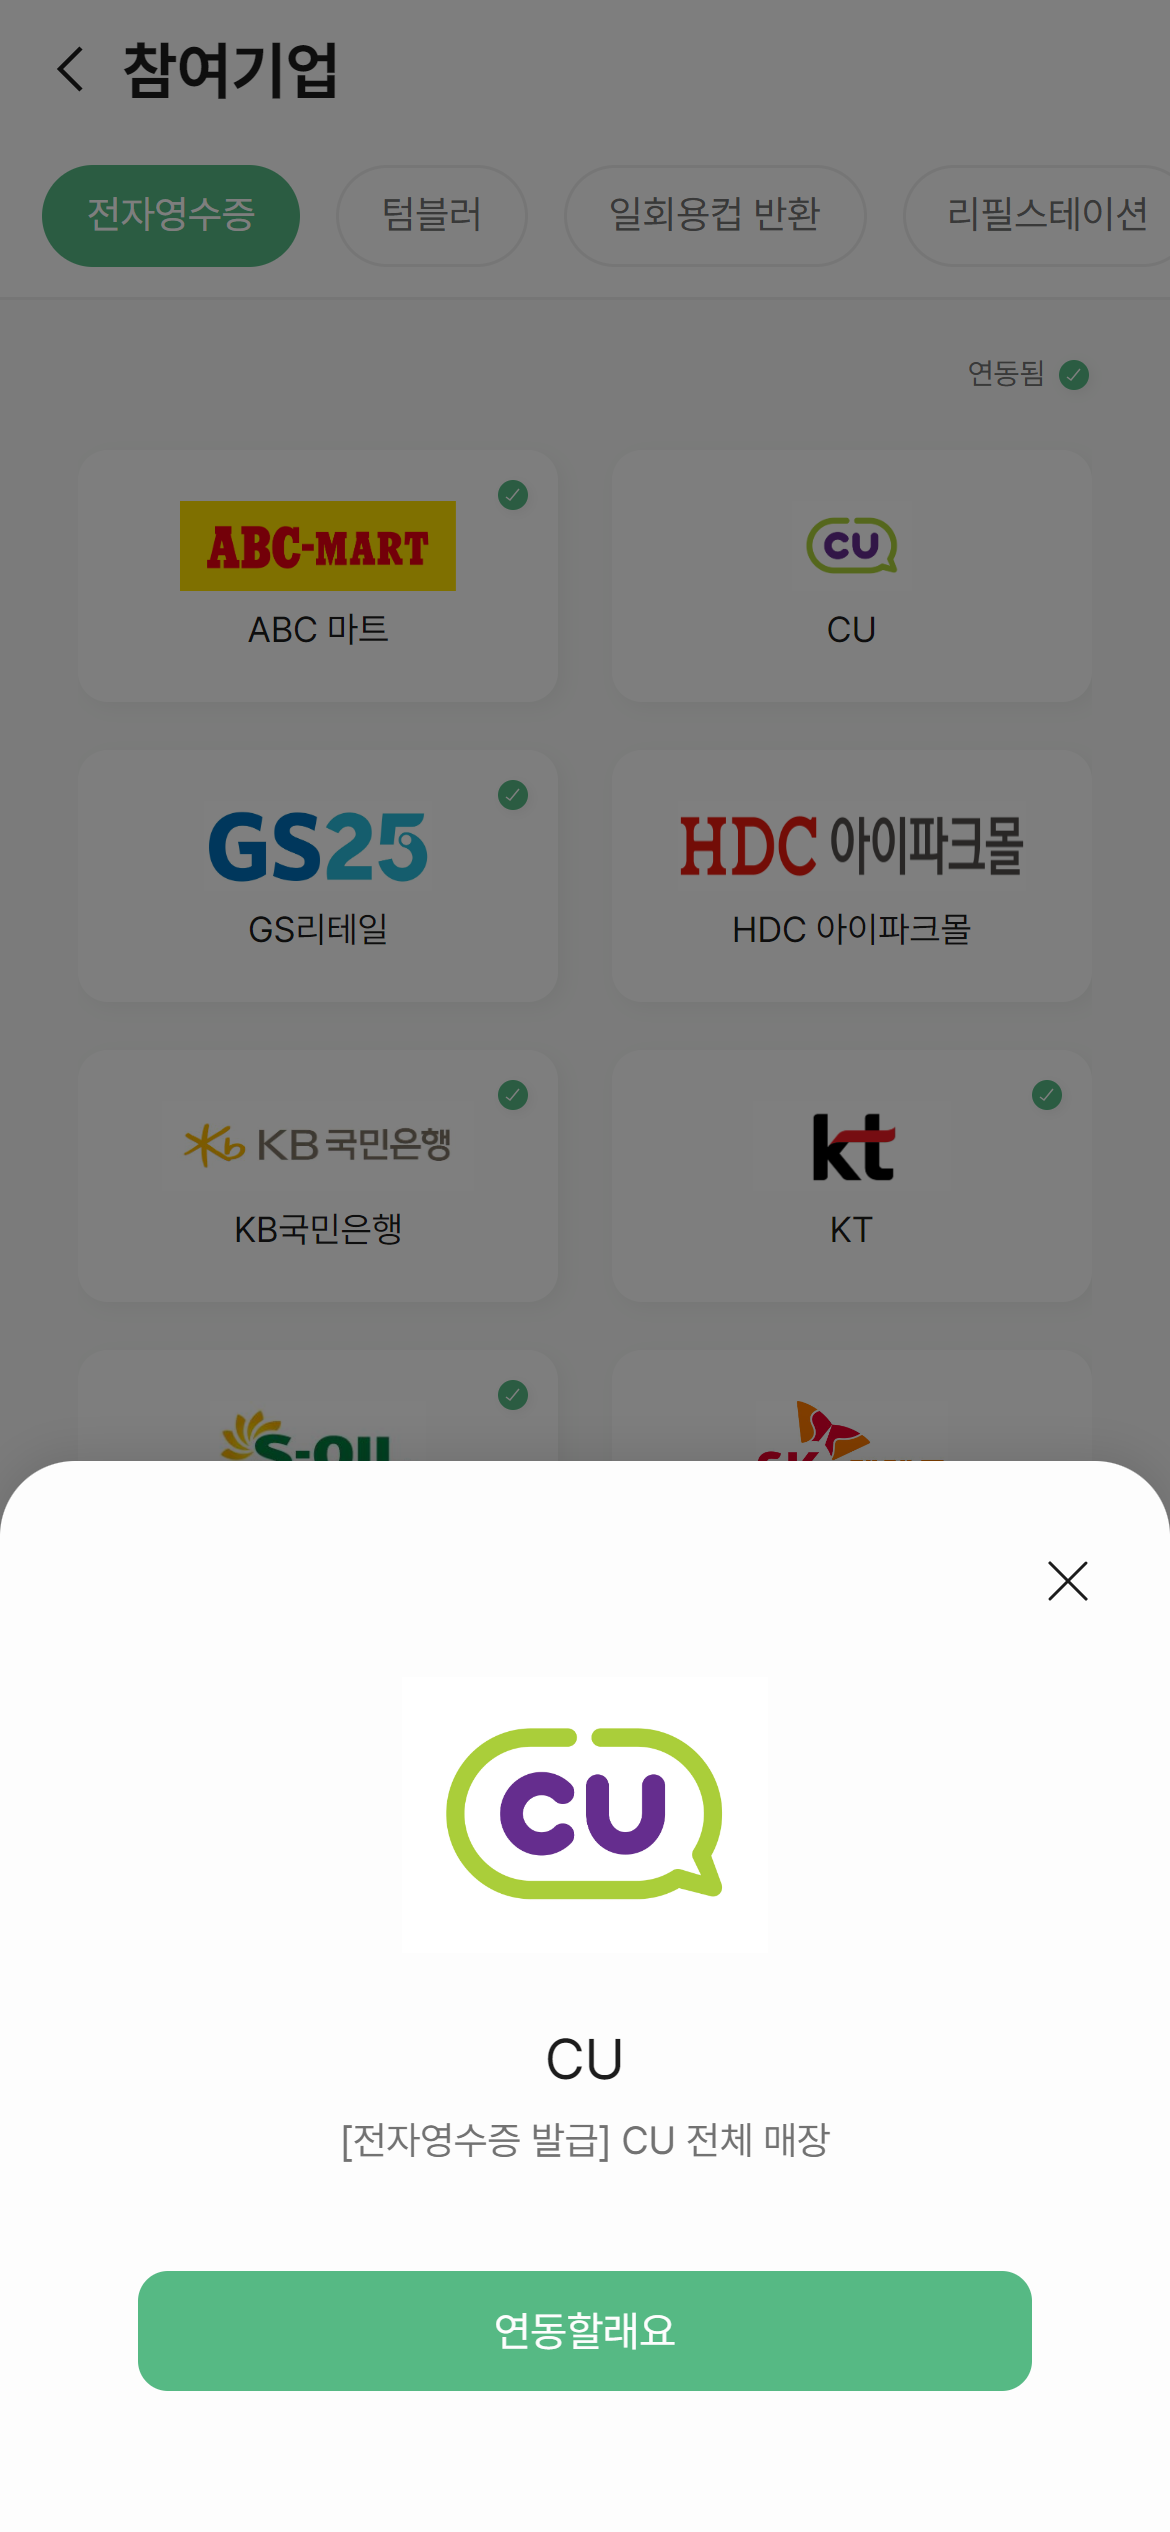 참여기업
전자영수증 텀블러 일회용컵 반환 리필스테이션
연동됨
ABC-MART
ABC 마트
CU
CU
GS25
GS리테일
HDC 아이파크몰
HDC 아이파크몰
KB국민은행
KB국민은행
kt
KT
S-OIL
SK
CU
CU
[전자영수증 발급] CU 전체 매장
연동할래요